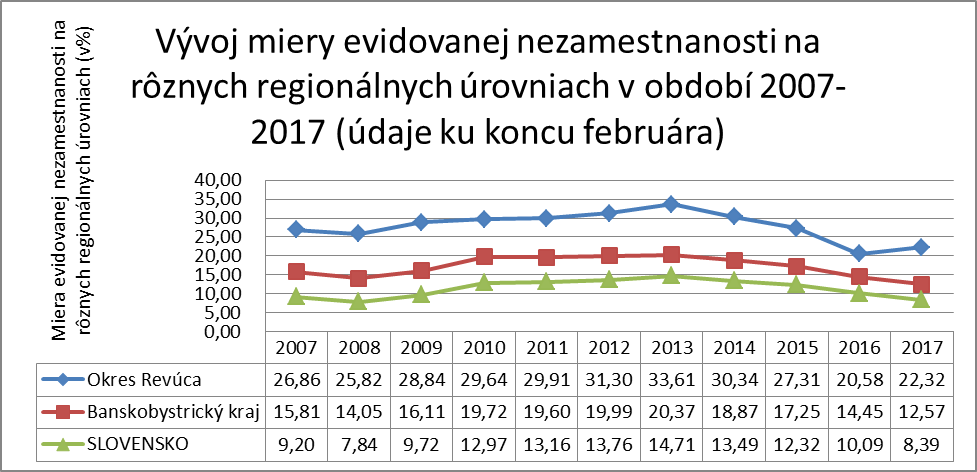 Miera evidovanej nezamestnanosti na
rôznych regionálnych úrovniach (v%)
Vývoj miery evidovanej nezamestnanosti na
rôznych regionálnych úrovniach v období 2007-
2017 (údaje ku koncu februára)
40,00
35,00
30,00
25,00
20,00
15,00
10,00
5,00
0,00
2007 2008 2009 2010 2011 2012 2013 2014 2015 2016 2017
Okres Revúca 26,86 25,82 28,84 29,64 29,91 31,30 33,61 30,34 27,31 20,58 22,32
Banskobystrický kraj 15,81 14,05 16,11 19,72 19,60 19,99 20,37 18,87 17,25 14,45 12,57
SLOVENSKO 9,20 7,84 9,72 12,97 13,16 13,76 14,71 13,49 12,32 10,09 8,39